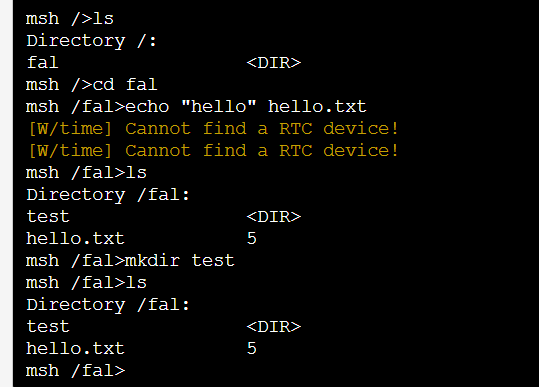 msh />ls
Directory /:
fal                 <DIR>
msh />cd fal
msh /fal>echo "hello" hello.txt
[W/time] Cannot find a RTC device!
[W/time] Cannot find a RTC device!
msh /fal>ls
Directory /fal:
test                <DIR>
hello.txt           5
msh /fal>mkdir test
msh /fal>ls
Directory /fal:
test                <DIR>
hello.txt           5
msh /fal>